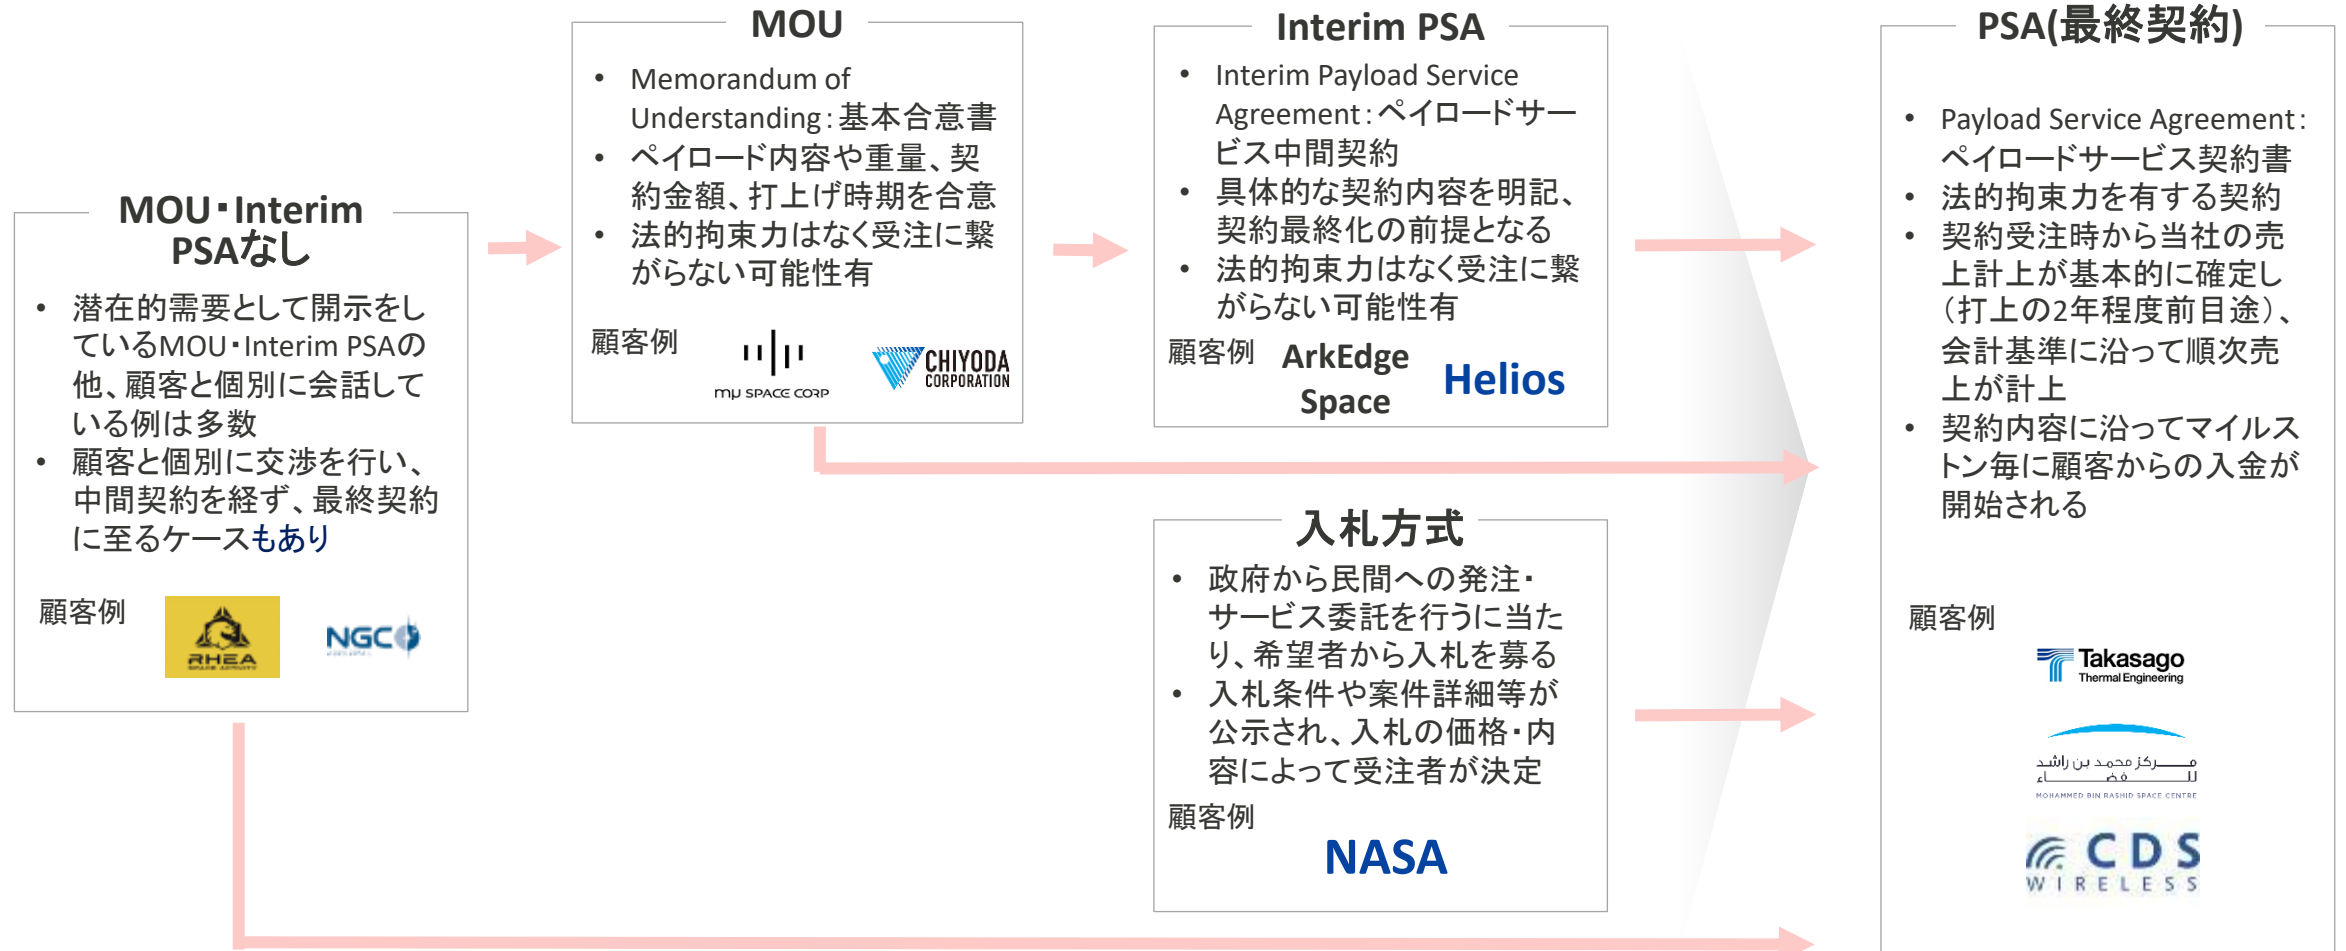 MOU・Interim
PSAなし
• 潜在的需要として開示をし
ているMOU・Interim PSAの
他、顧客と個別に会話して
いる例は多数
• 顧客と個別に交渉を行い、
中間契約を経ず、最終契約
に至るケースもあり
顧客例
RHEA
SPACE ACTIVITY
NGC
MOU
• Memorandum of
Understanding：基本合意書
• ペイロード内容や重量、契
約金額、打上げ時期を合意
• 法的拘束力はなく受注に繋
がらない可能性有
顧客例
mμ SPACE CORP
CHIYODA
CORPORATION
Interim PSA
• Interim Payload Service
Agreement：ペイロードサー
ビス中間契約
• 具体的な契約内容を明記、
契約最終化の前提となる
• 法的拘束力はなく受注に繋
がらない可能性有
顧客例
ArkEdge
Space
Helios
入札方式
• 政府から民間への発注・
サービス委託を行うに当た
り、希望者から入札を募る
• 入札条件や案件詳細等が
公示され、入札の価格・内
容によって受注者が決定
顧客例
NASA
PSA(最終契約)
• Payload Service Agreement：
ペイロードサービス契約書
• 法的拘束力を有する契約
• 契約受注時から当社の売
上計上が基本的に確定し
（打上の2年程度前目途）、
会計基準に沿って順次売
上が計上
• 契約内容に沿ってマイルス
トン毎に顧客からの入金が
開始される
顧客例
Takasago
Thermal Engineering
مركز محمد بن راشد
للفضاء
MOHAMMED BIN RASHID SPACE CENTRE
CDS
WIRELESS